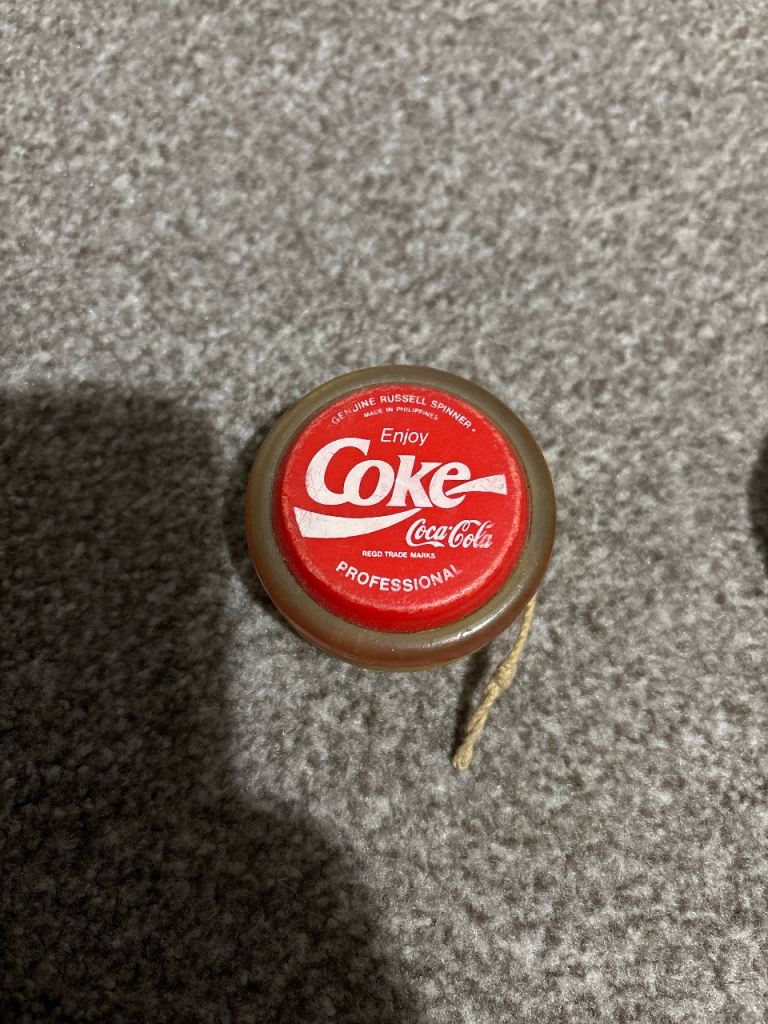 GENUINE RUSSELL SPINNER •
MADE IN PHILIPPINES
Enjoy
Coke
Coca-Cola
REGD. TRADE MARKS
PROFESSIONAL